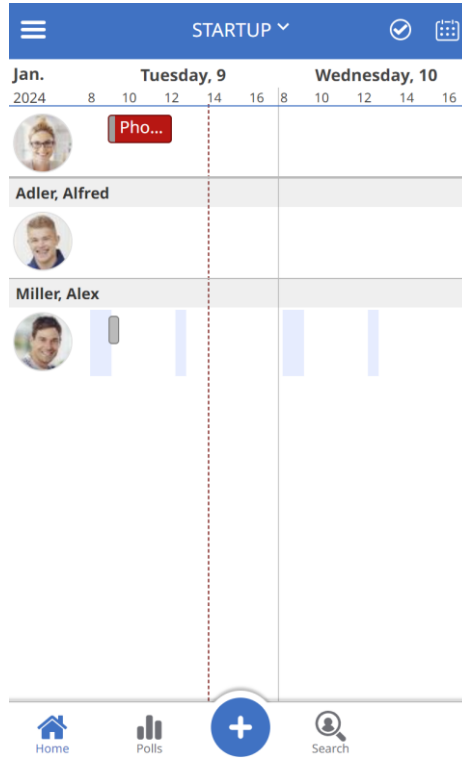 STARTUP
Jan. Tuesday, 9 Wednesday, 10
2024 8 10 12 14 16 8 10 12 14 16
Pho...
Adler, Alfred
Miller, Alex
Home Polls Search